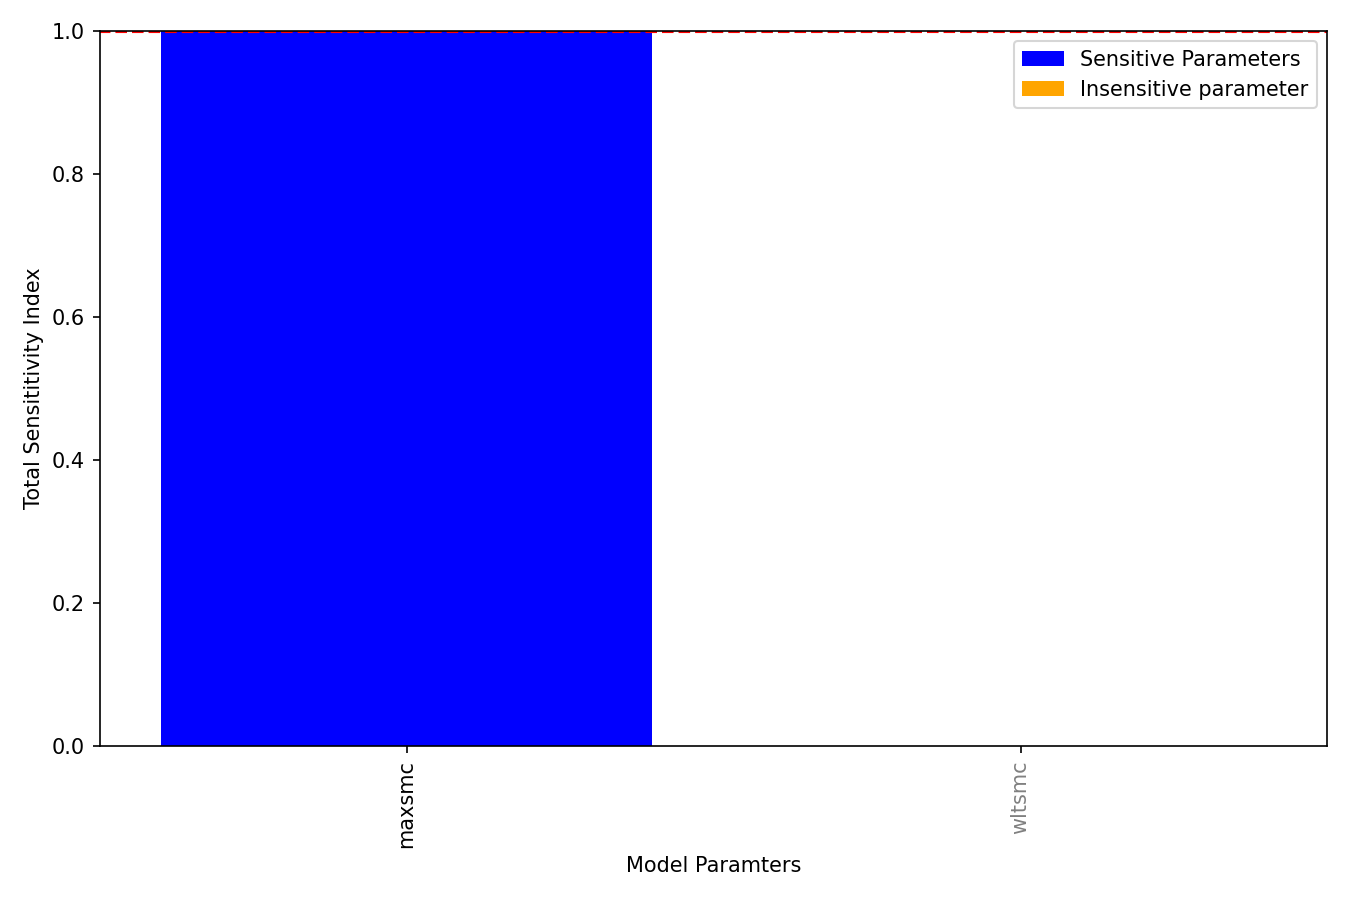 1.0
0.8
0.6
0.4
0.2
0.0
Total Sensititivity Index
Sensitive Parameters
Insensitive parameter
maxsmc
wltsmc
Model Paramters